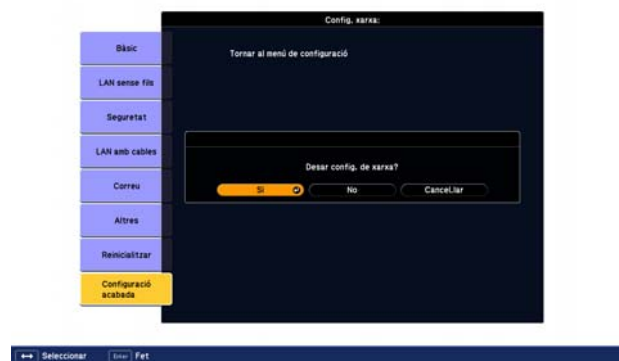 Config. xarxa:
Bàsic
Tornar al menú de configuració
LAN sense fils
Seguretat
LAN amb cables
Desar config. de xarxa?
Correu
Sí No Cancel.lar
Altres
Reinicialitzar
Configuració
acabada
Seleccionar Enter Fet